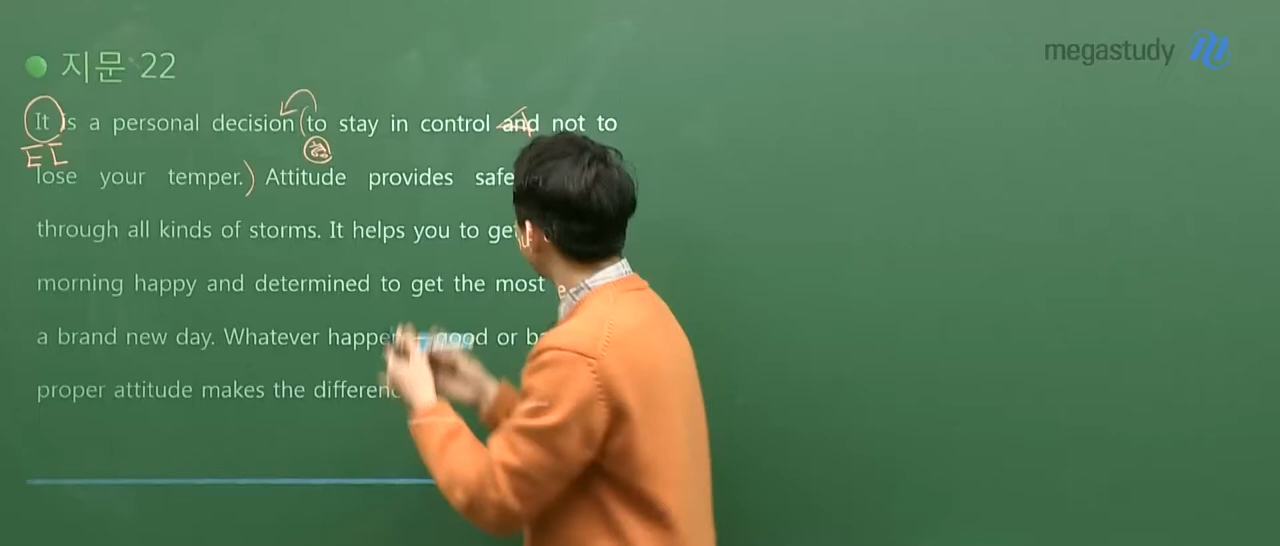 megastudy
지문 22
It is a personal decision (to stay in control and not to
ㅌㄷ
lose your temper.) Attitude provides safe
through all kinds of storms. It helps you to get
morning happy and determined to get the most
a brand new day. Whatever happen good or b
proper attitude makes the differenc